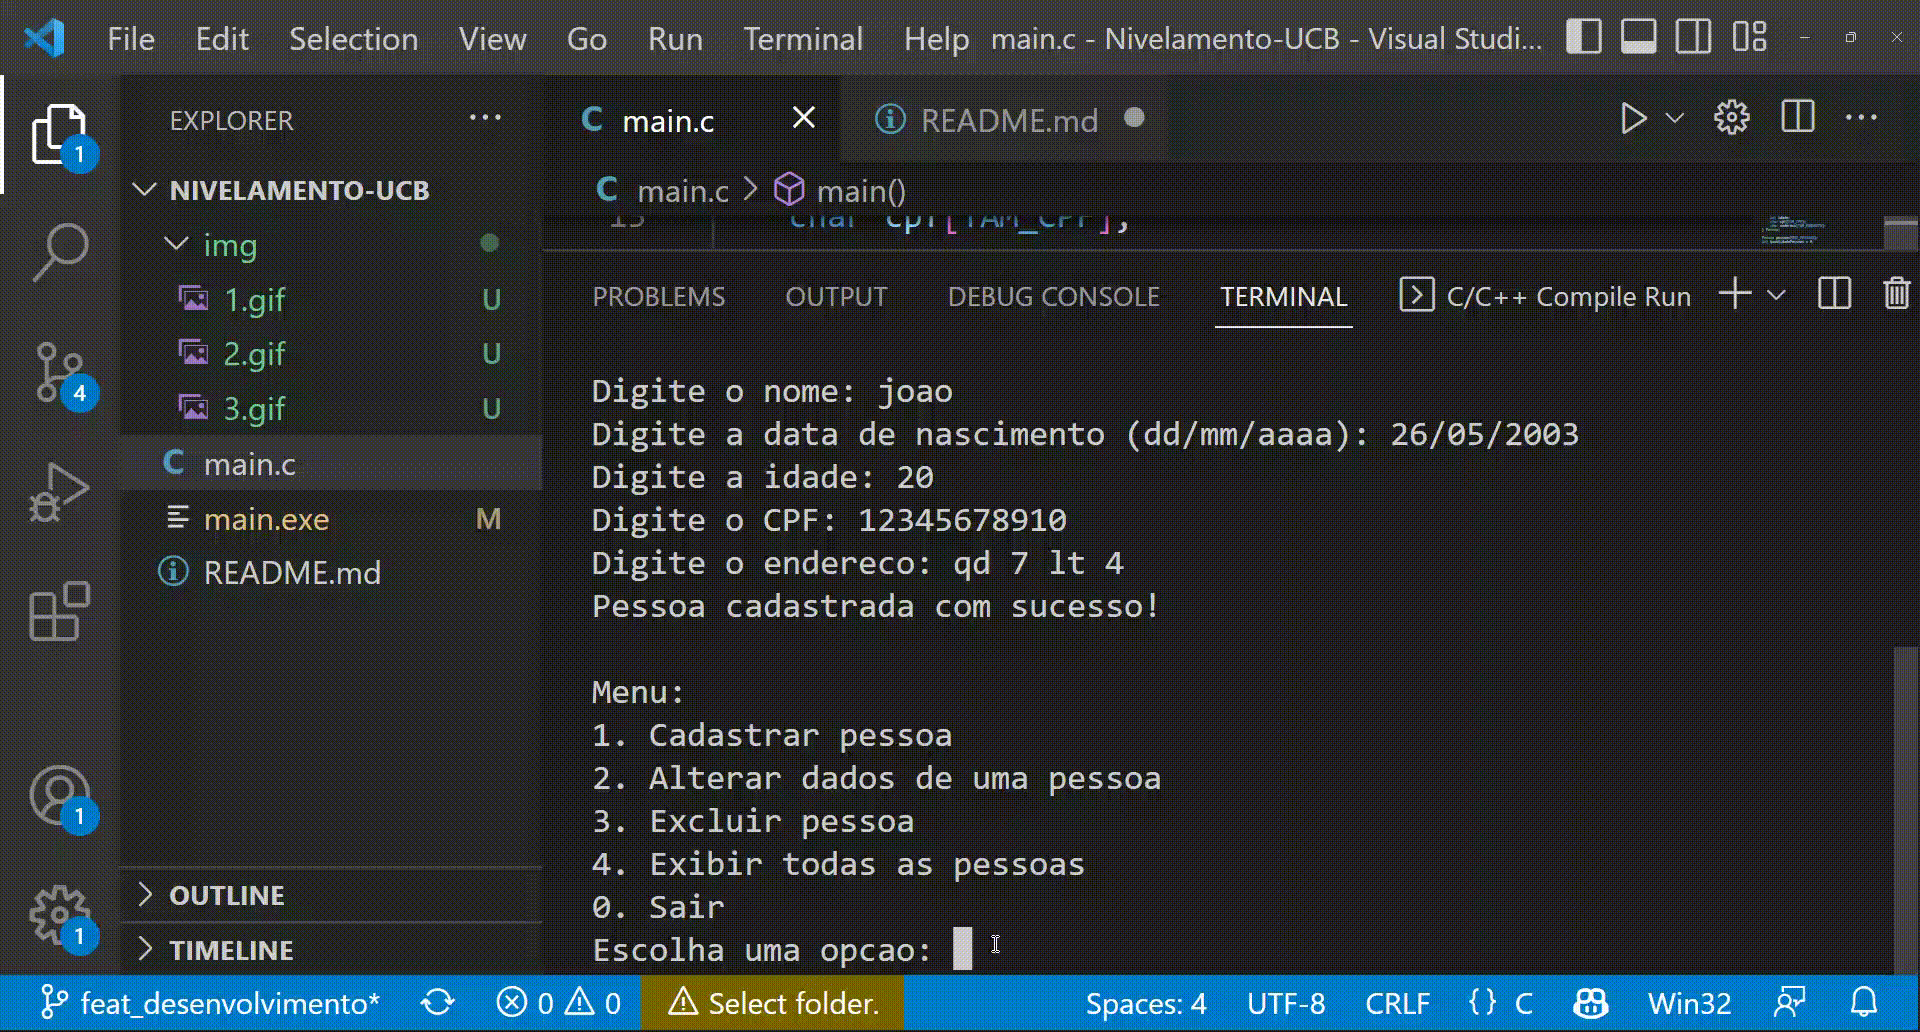 File Edit Selection View Go Run Terminal Help main.c - Nivelamento-UCB - Visual Studi...
EXPLORER ...
main.c
README.md
1
NIVELAMENTO-UCB
main.c > main()
img
15 char cpf[TAM_CPF];
1.gif U
2.gif U
3.gif U
4
main.c
main.exe M
README.md
PROBLEMS OUTPUT DEBUG CONSOLE TERMINAL C/C++ Compile Run
Digite o nome: joao
Digite a data de nascimento (dd/mm/aaaa): 26/05/2003
Digite a idade: 20
Digite o CPF: 12345678910
Digite o endereco: qd 7 lt 4
Pessoa cadastrada com sucesso!
Menu:
1. Cadastrar pessoa
2. Alterar dados de uma pessoa
3. Excluir pessoa
4. Exibir todas as pessoas
0. Sair
Escolha uma opcao:
1
OUTLINE
1
TIMELINE
feat_desenvolvimento* 0 0 Select folder. Spaces: 4 UTF-8 CRLF {} C Win32